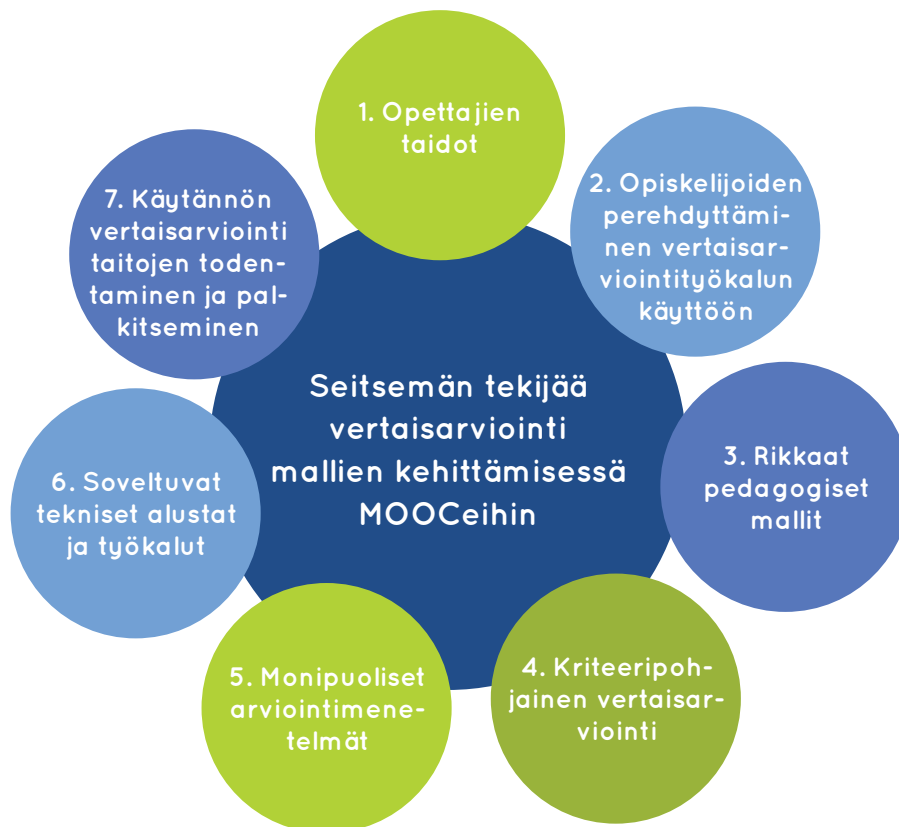 1. Opettajien
taidot
2. Opiskelijoiden
perehdyttämi-
nen vertaisar-
viointityökalun
käyttöön
3. Rikkaat
pedagogiset
mallit
4. Kriteeripoh-
jainen vertaisar-
viointi
5. Monipuoliset
arviointimene-
telmät
6. Soveltuvat
tekniset alustat
ja työkalut
7. Käytännön
vertaisarviointi
taitojen toden-
taminen ja pal-
kitseminen
Seitsemän tekijää
vertaisarviointi
mallien kehittämisessä
MOOCeihin